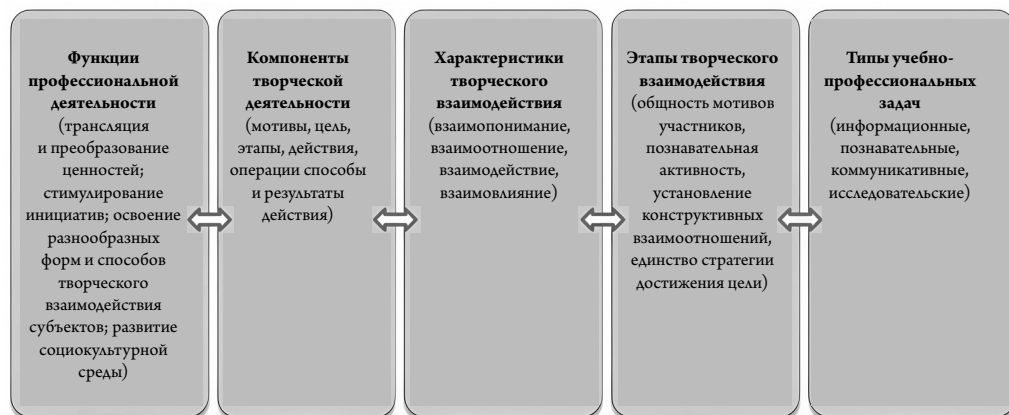 Функции
профессиональной
деятельности
(трансляция
и преобразование
ценностей;
стимулирование
инициатив; освоение
разнообразных
форм и способов
творческого
взаимодействия
субъектов; развитие
социокультурной
среды)
Компоненты
творческой
деятельности
(мотивы, цель,
этапы, действия,
операции способы
и результаты
действия)
Характеристики
творческого
взаимодействия
(взаимопонимание,
взаимоотношение,
взаимодействие,
взаимовлияние)
Этапы творческого
взаимодействия
(общность мотивов
участников,
познавательная
активность,
установление
конструктивных
взаимоотношений,
единство стратегии
достижения цели)
Типы учебно-
профессиональных
задач
(информационные,
познавательные,
коммуникативные,
исследовательские)